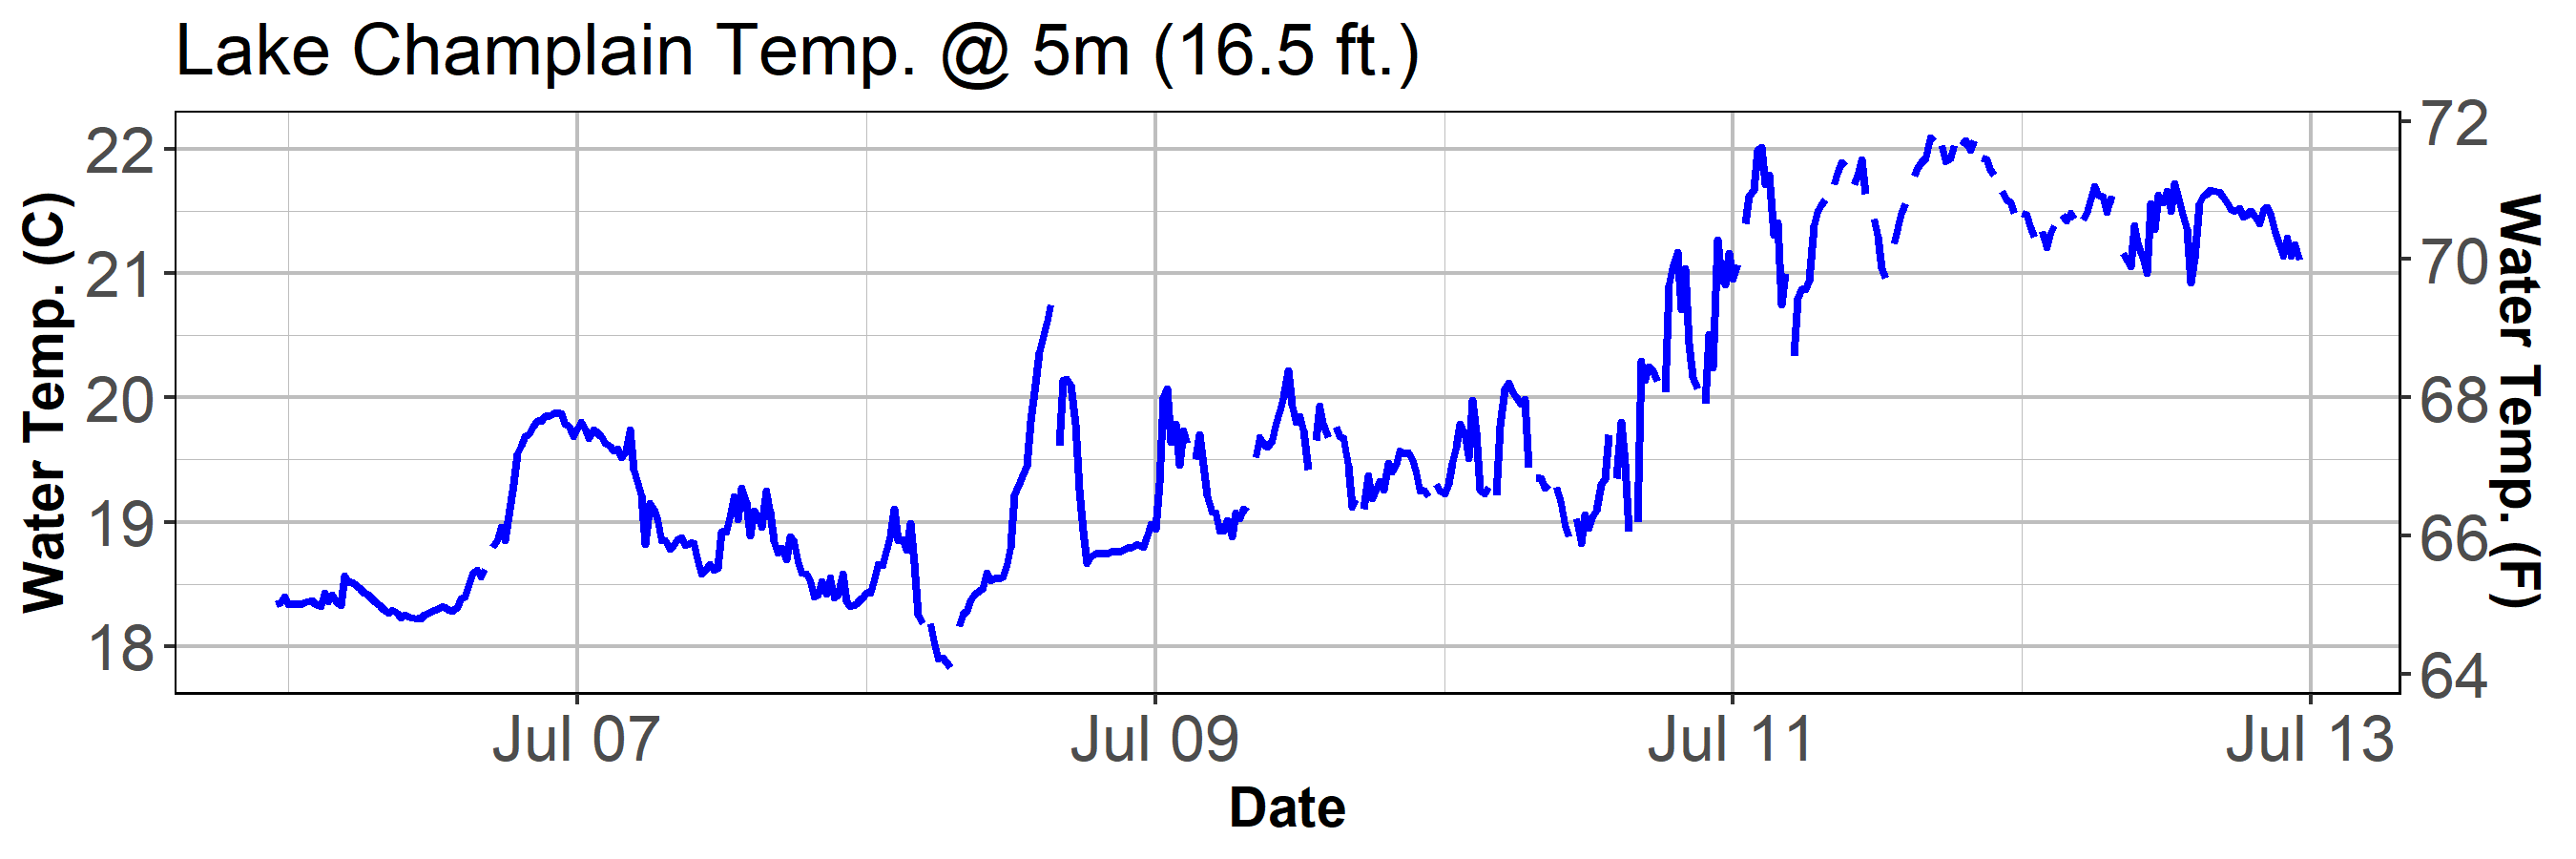 Lake Champlain Temp. @ 5m (16.5 ft.)
Water Temp. (C)
22
21
20
19
18
72
70
68
66
64
Water Temp. (F)
Jul 07
Jul 09
Jul 11
Jul 13
Date